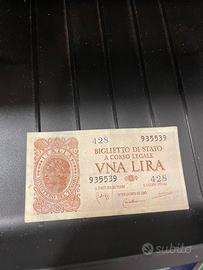 428 935539
BIGLIETTO DI STATO
A CORSO LEGALE
VNA LIRA
935539 428
subito